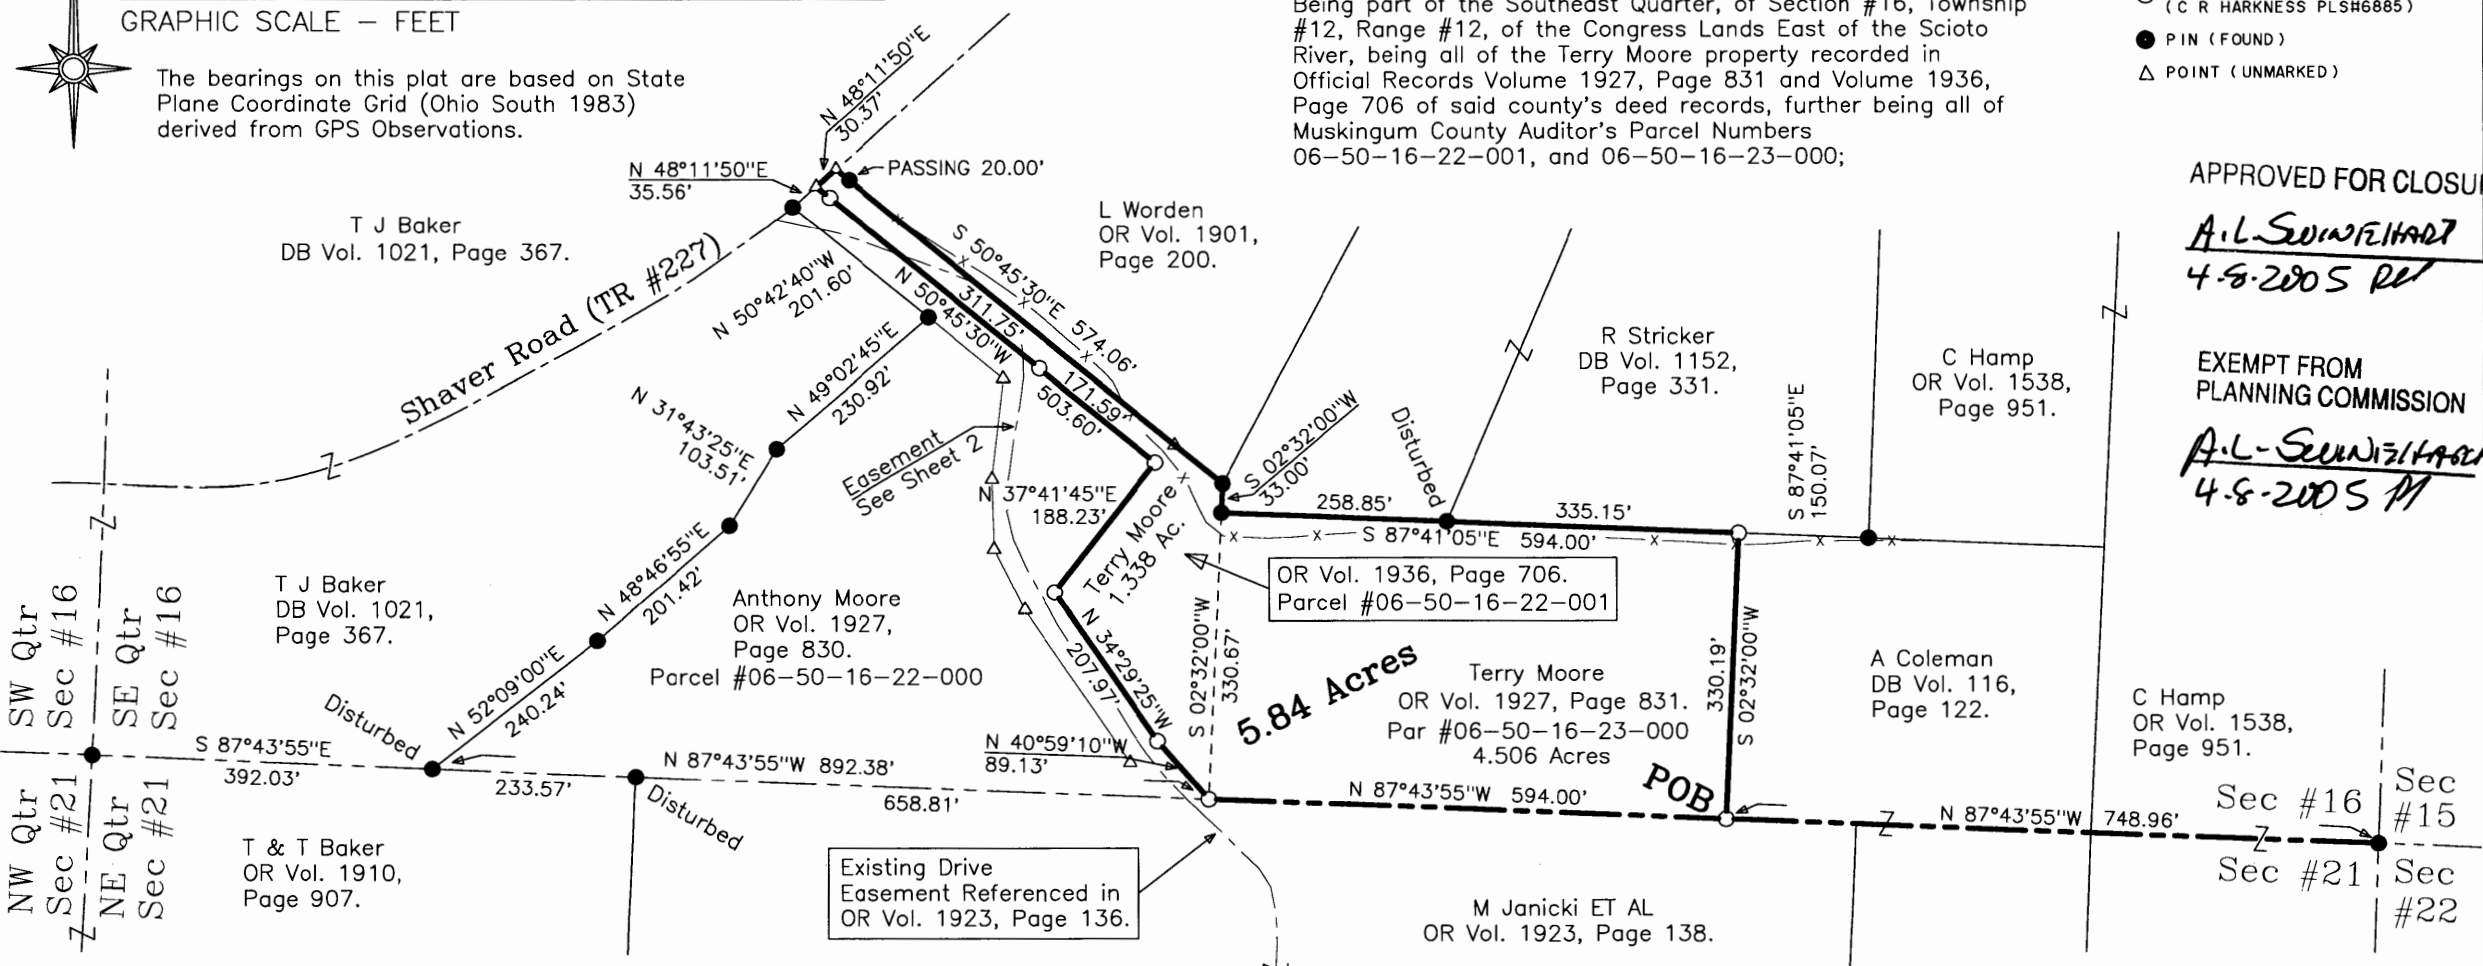 GRAPHIC SCALE – FEET
The bearings on this plat are based on State
Plane Coordinate Grid (Ohio South 1983)
derived from GPS Observations.
Being part of the Southeast Quarter, of Section #16, Township
#12, Range #12, of the Congress Lands East of the Scioto
River, being all of the Terry Moore property recorded in
Official Records Volume 1927, Page 831 and Volume 1936,
Page 706 of said county's deed records, further being all of
Muskingum County Auditor's Parcel Numbers
06–50–16–22–001, and 06–50–16–23–000;
(C R HARKNESS PLS#6885)
PIN (FOUND)
POINT (UNMARKED)
APPROVED FOR CLOSU
A.L. SWINEHART
4-8-2005
EXEMPT FROM
PLANNING COMMISSION
A.L. SWINEHART
4-8-2005
N 48°11'50"E
30.37'
N 48°11'50"E
35.56'
PASSING 20.00'
T J Baker
DB Vol. 1021, Page 367.
Shaver Road (TR #227)
L Worden
OR Vol. 1901,
Page 200.
S 50°45'30"E 574.06'
N 50°42'40"W
201.60'
N 50°45'30"W
311.75'
171.59'
503.60'
N 49°02'45"E
230.92'
N 31°43'25"E
103.51'
Easement
See Sheet 2
N 37°41'45"E
188.23'
Terry Moore
1.338 Ac.
S 02°32'00"W
33.00'
Disturbed
R Stricker
DB Vol. 1152,
Page 331.
C Hamp
OR Vol. 1538,
Page 951.
S 87°41'05"E
150.07'
258.85'
335.15'
S 87°41'05"E 594.00'
OR Vol. 1936, Page 706.
Parcel #06–50–16–22–001
T J Baker
DB Vol. 1021,
Page 367.
N 48°46'55"E
201.42'
Anthony Moore
OR Vol. 1927,
Page 830.
Parcel #06–50–16–22–000
N 34°29'25"W
207.97'
S 02°32'00"W
330.67'
5.84 Acres
Terry Moore
OR Vol. 1927, Page 831.
Par #06–50–16–23–000
4.506 Acres
330.19'
S 02°32'00"W
A Coleman
DB Vol. 116,
Page 122.
C Hamp
OR Vol. 1538,
Page 951.
SW Qtr
Sec #16
SE Qtr
Sec #16
N 52°09'00"E
240.24'
Disturbed
S 87°43'55"E
392.03'
233.57'
Disturbed
N 87°43'55"W 892.38'
658.81'
N 40°59'10"W
89.13'
N 87°43'55"W 594.00'
POB
N 87°43'55"W 748.96'
Sec #16
Sec
#15
Sec #21
Sec
#22
NW Qtr
Sec #21
NE Qtr
Sec #21
T & T Baker
OR Vol. 1910,
Page 907.
Existing Drive
Easement Referenced in
OR Vol. 1923, Page 136.
M Janicki ET AL
OR Vol. 1923, Page 138.